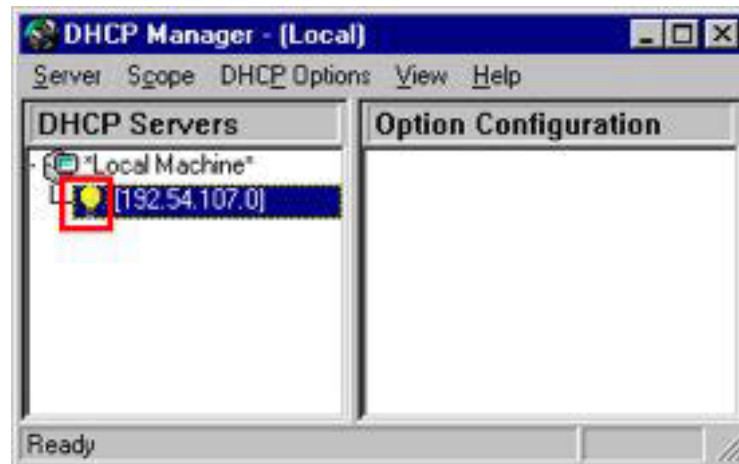 DHCP Manager - (Local)
Server Scope DHCP Options View Help
DHCP Servers
Option Configuration
*Local Machine*
[192.54.107.0]
Ready